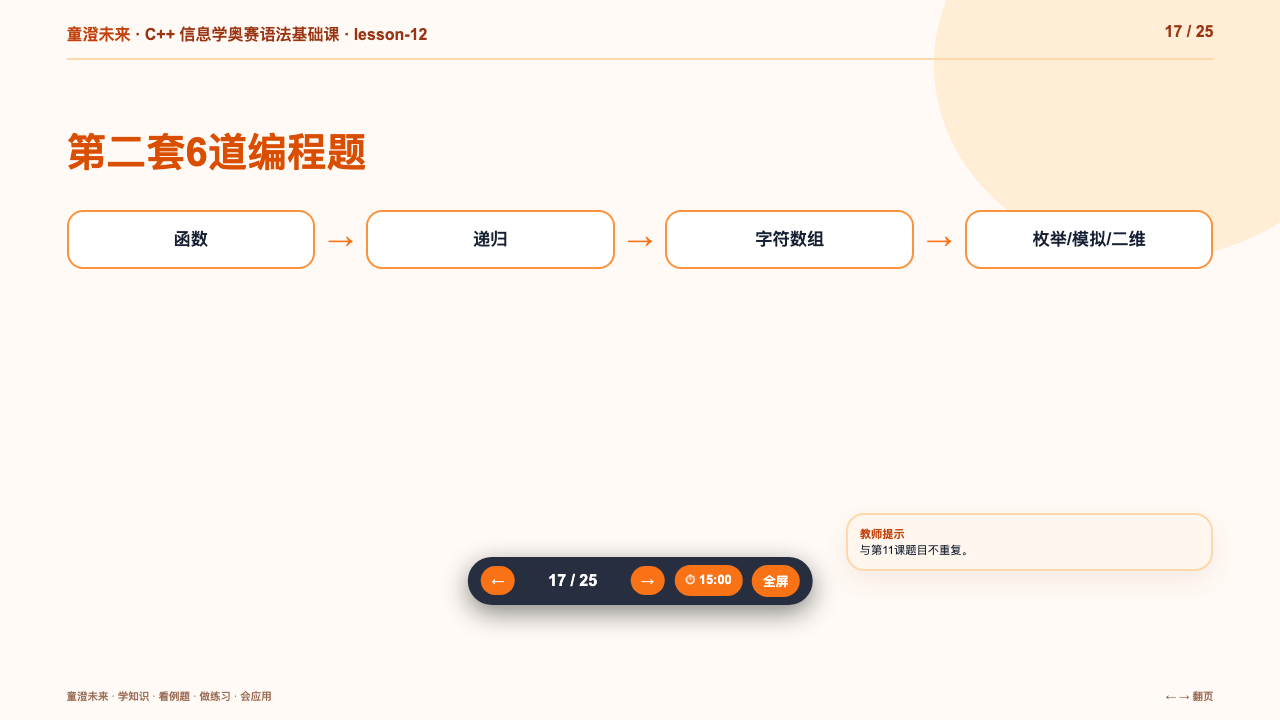 童澄未来 · C++ 信息学奥赛语法基础课 · lesson-12
17 / 25
第二套6道编程题
函数 → 递归 → 字符数组 → 枚举/模拟/二维
教师提示
与第11课题目不重复。
← 17 / 25 → ⏱ 15:00 全屏
童澄未来 · 学知识 · 看例题 · 做练习 · 会应用
←→ 翻页